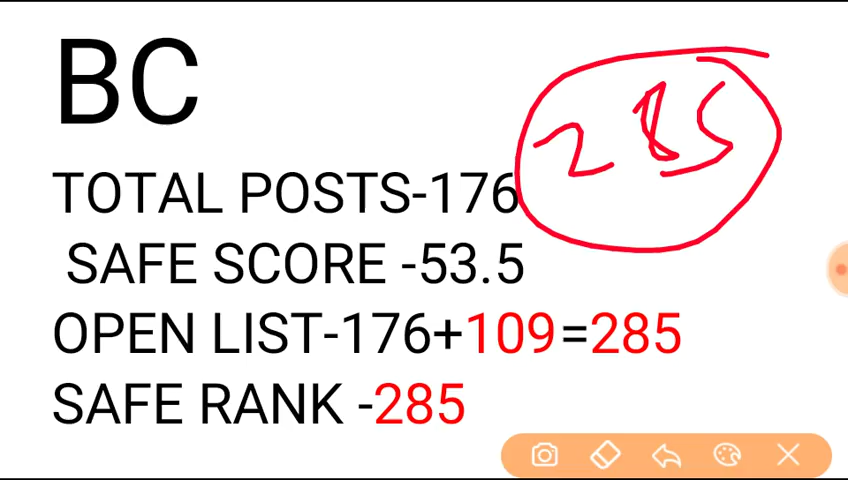 BC
285
TOTAL POSTS-176
SAFE SCORE -53.5
OPEN LIST-176+109=285
SAFE RANK -285